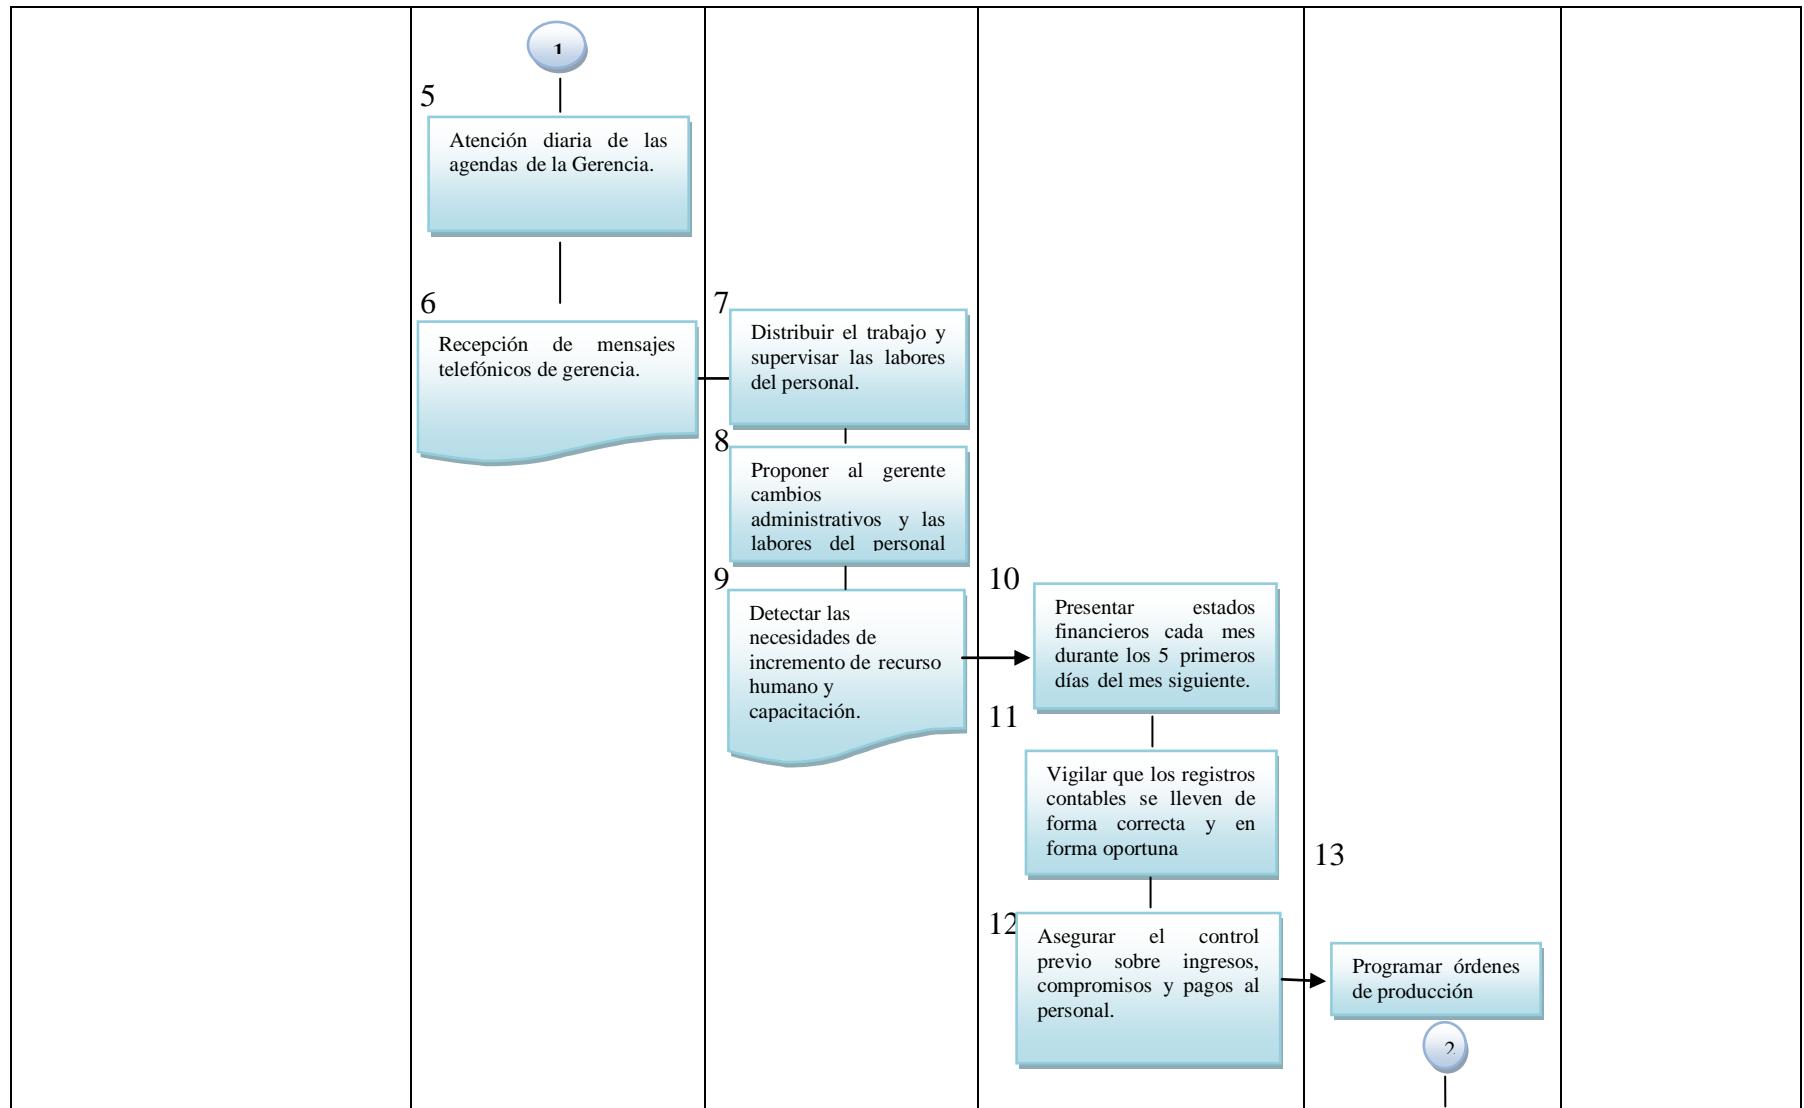 1
5
Atención diaria de las
agendas de la Gerencia.
6
Recepción de mensajes
telefónicos de gerencia.
7
Distribuir el trabajo y
supervisar las labores
del personal.
8
Proponer al gerente
cambios
administrativos y las
labores del personal
9
Detectar las
necesidades de
incremento de recurso
humano y
capacitación.
10
Presentar estados
financieros cada mes
durante los 5 primeros
días del mes siguiente.
11
Vigilar que los registros
contables se lleven de
forma correcta y en
forma oportuna
12
Asegurar el control
previo sobre ingresos,
compromisos y pagos al
personal.
13
Programar órdenes
de producción
2